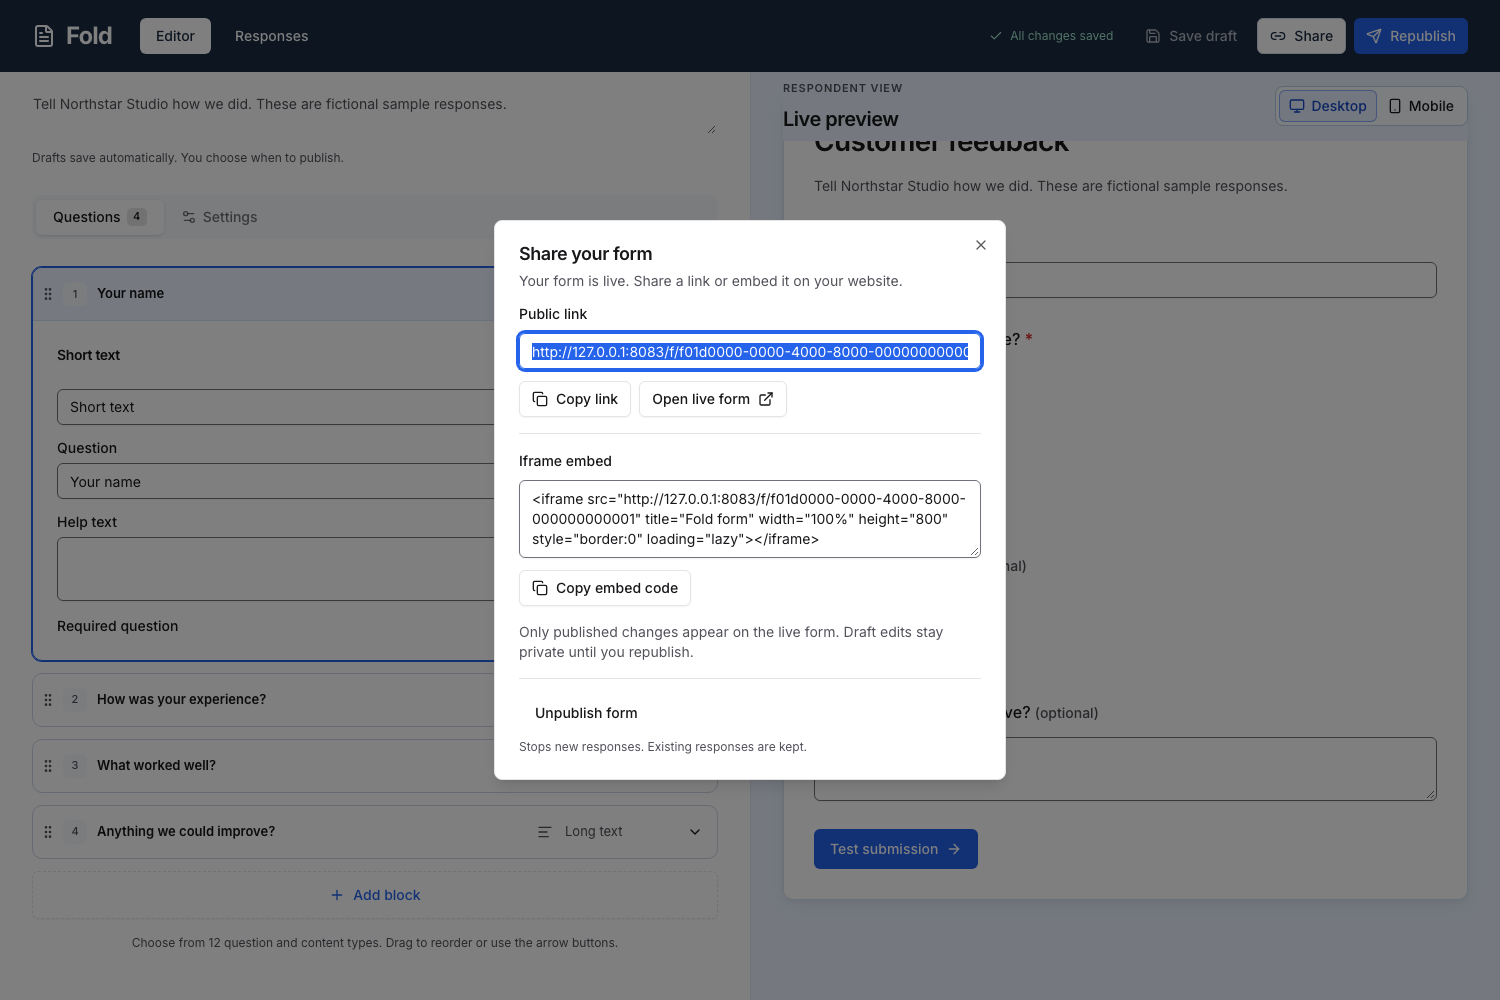 Fold
Editor
Responses
All changes saved
Save draft
Share
Republish
Tell Northstar Studio how we did. These are fictional sample responses.
Drafts save automatically. You choose when to publish.
Questions 4
Settings
1 Your name
Short text
Short text
Question
Your name
Help text
Required question
2 How was your experience?
3 What worked well?
4 Anything we could improve?
Long text
Add block
Choose from 12 question and content types. Drag to reorder or use the arrow buttons.
RESPONDENT VIEW
Live preview
Desktop
Mobile
Customer feedback
Tell Northstar Studio how we did. These are fictional sample responses.
e? *
nal)
ve? (optional)
Test submission
Share your form
Your form is live. Share a link or embed it on your website.
Public link
http://127.0.0.1:8083/f/f01d0000-0000-4000-8000-00000000000
Copy link
Open live form
Iframe embed
<iframe src="http://127.0.0.1:8083/f/f01d0000-0000-4000-8000-
000000000001" title="Fold form" width="100%" height="800"
style="border:0" loading="lazy"></iframe>
Copy embed code
Only published changes appear on the live form. Draft edits stay
private until you republish.
Unpublish form
Stops new responses. Existing responses are kept.